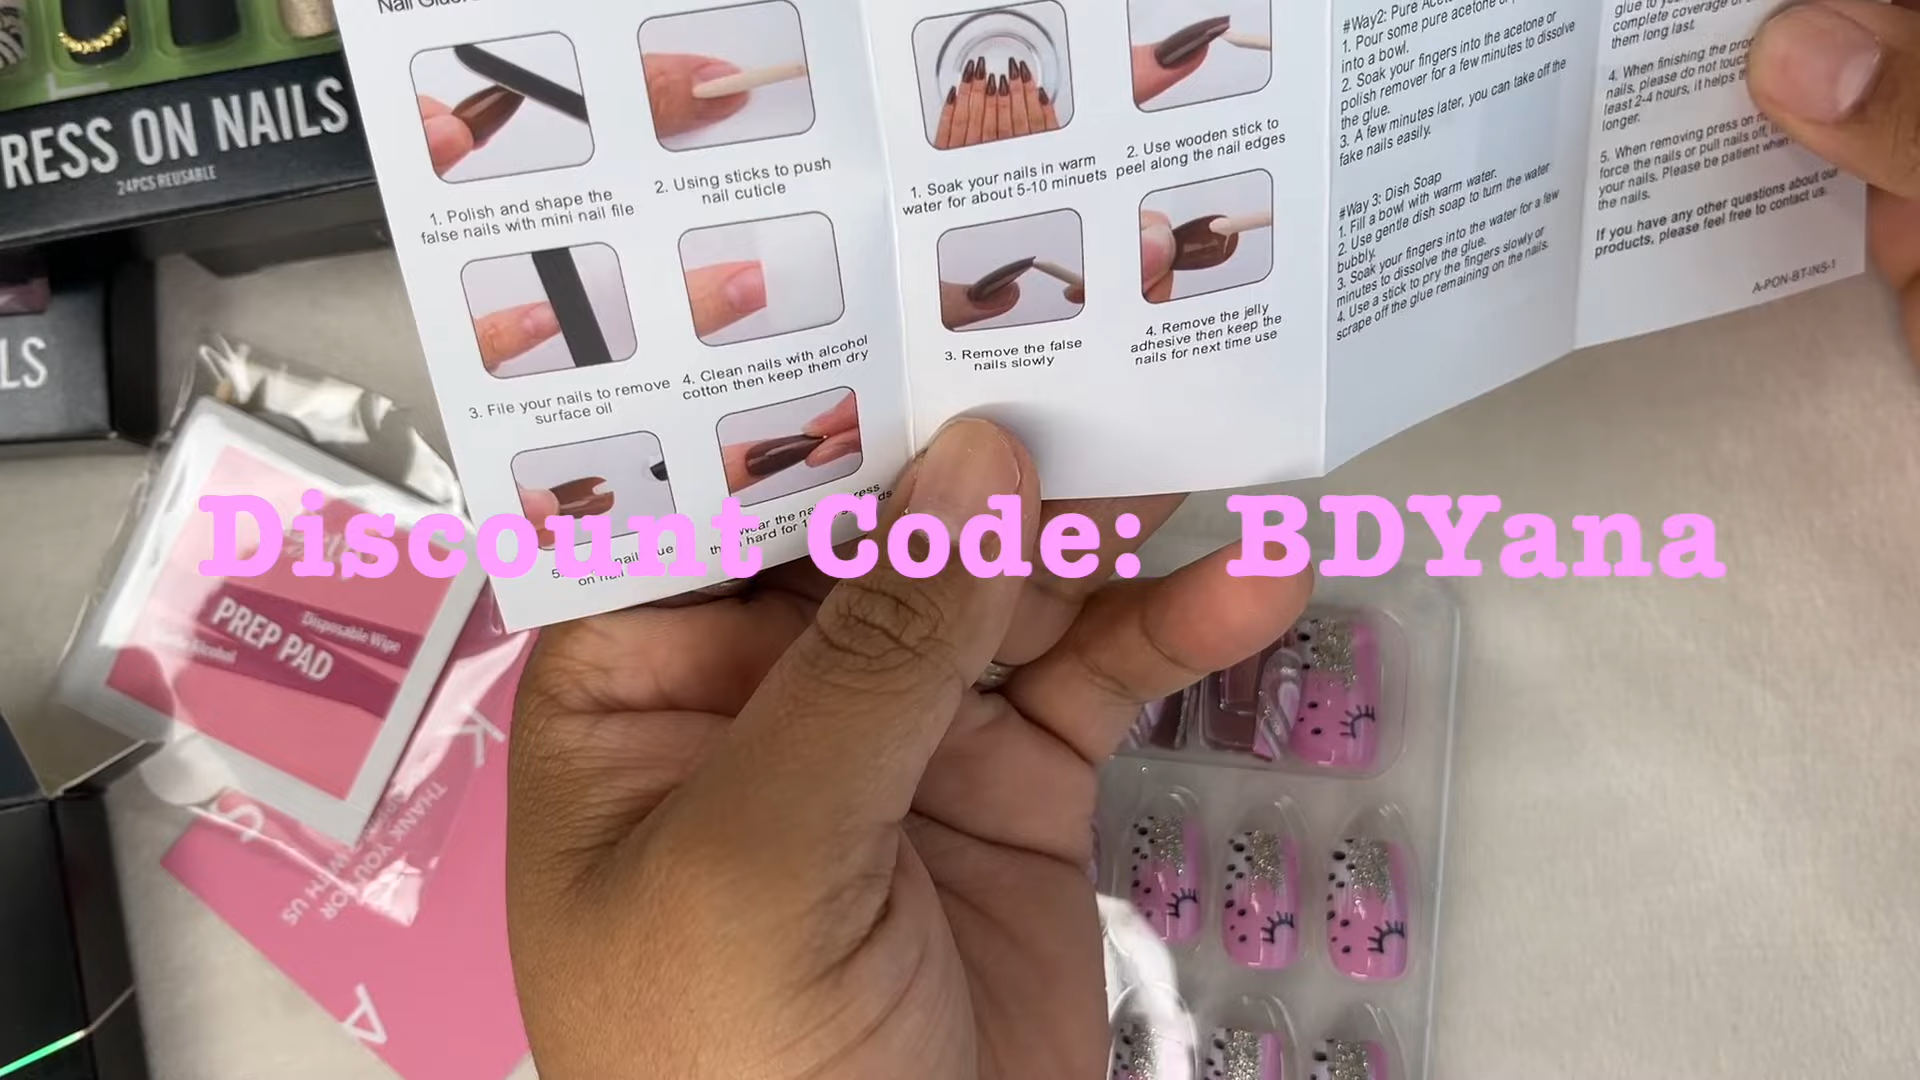 RESS ON NAILS
24PCS REUSABLE
LS
1. Polish and shape the
false nails with mini nail file
2. Using sticks to push
nail cuticle
3. File your nails to remove
surface oil
4. Clean nails with alcohol
cotton then keep them dry
1. Soak your nails in warm
water for about 5-10 minuets
2. Use wooden stick to
peel along the nail edges
3. Remove the false
nails slowly
4. Remove the jelly
adhesive then keep the
nails for next time use
#Way2: Pure
1. Pour some pure acetone
into a bowl.
2. Soak your fingers into the acetone or
polish remover for a few minutes to dissolve
the glue.
3. A few minutes later, you can take off the
fake nails easily.
#Way 3: Dish Soap
1. Fill a bowl with warm water.
2. Use gentle dish soap to turn the water
bubbly.
3. Soak your fingers into the water for a few
minutes to dissolve the glue.
4. Use a stick to pry the fingers slowly or
scrape off the glue remaining on the nails.
glue to
complete coverage
them long last.
4. When finishing the
nails, please do not touch
least 2-4 hours, it helps
longer.
5. When removing press on
force the nails or pull nails off,
your nails. Please be patient when
the nails.
If you have any other questions about our
products, please feel free to contact us.
A-PON-BT-INS-1
Discount Code: BDYana
PREP PAD
Disposable Wipe
Alcohol
THANK YOU FOR
WITH US